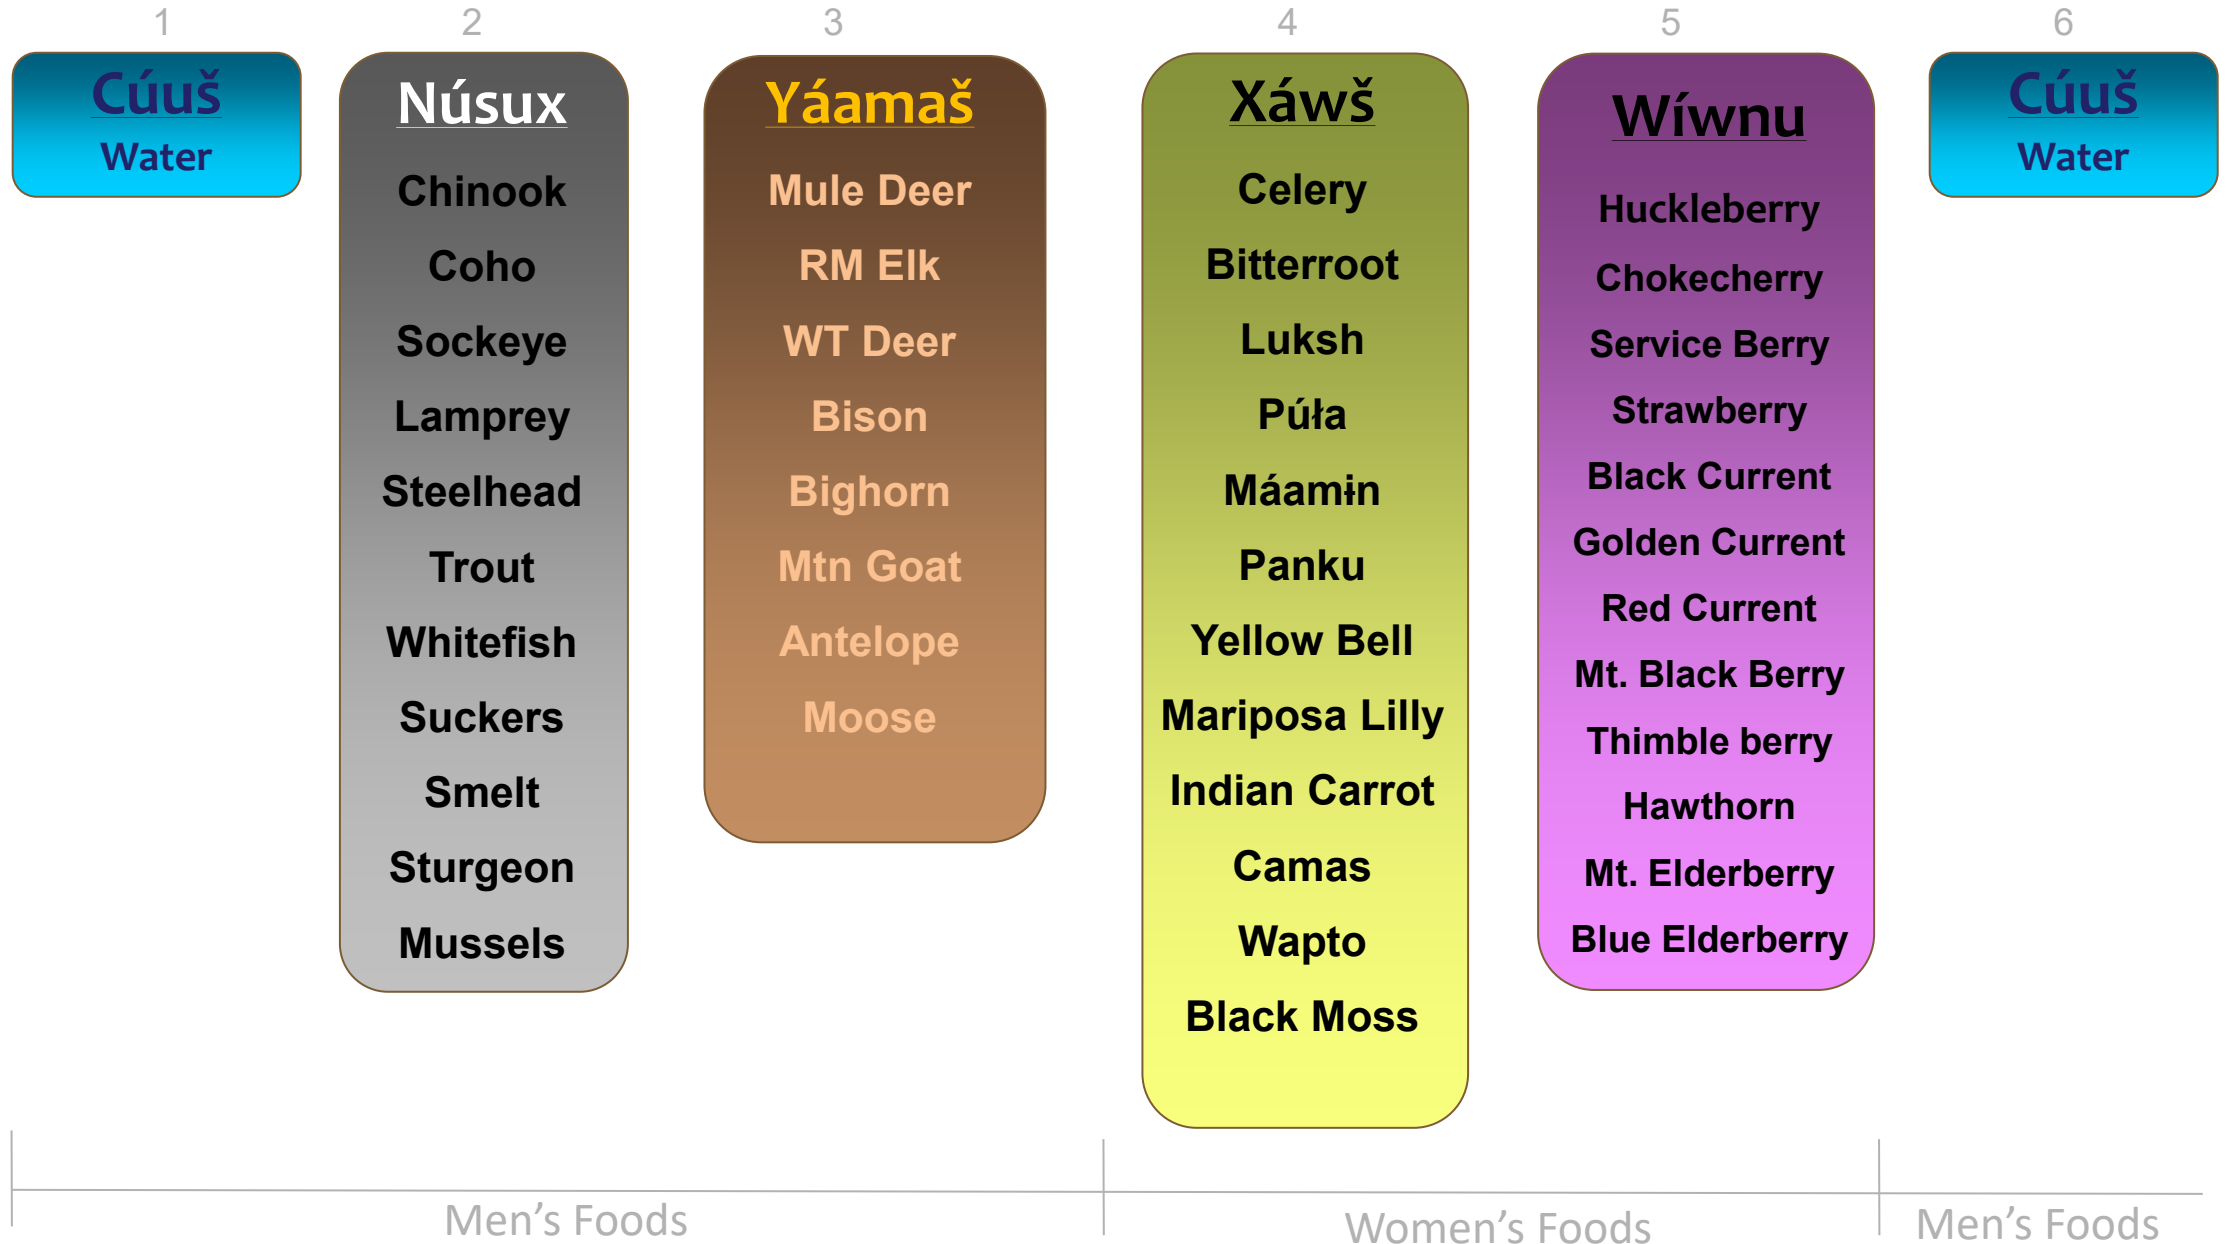 1
Cúuš
Water
2
Núsux
Chinook
Coho
Sockeye
Lamprey
Steelhead
Trout
Whitefish
Suckers
Smelt
Sturgeon
Mussels
3
Yáamaš
Mule Deer
RM Elk
WT Deer
Bison
Bighorn
Mtn Goat
Antelope
Moose
4
Xáwš
Celery
Bitterroot
Luksh
Púła
Máamɨn
Panku
Yellow Bell
Mariposa Lilly
Indian Carrot
Camas
Wapto
Black Moss
5
Wíwnu
Huckleberry
Chokecherry
Service Berry
Strawberry
Black Current
Golden Current
Red Current
Mt. Black Berry
Thimble berry
Hawthorn
Mt. Elderberry
Blue Elderberry
6
Cúuš
Water
Men’s Foods
Women’s Foods
Men’s Foods